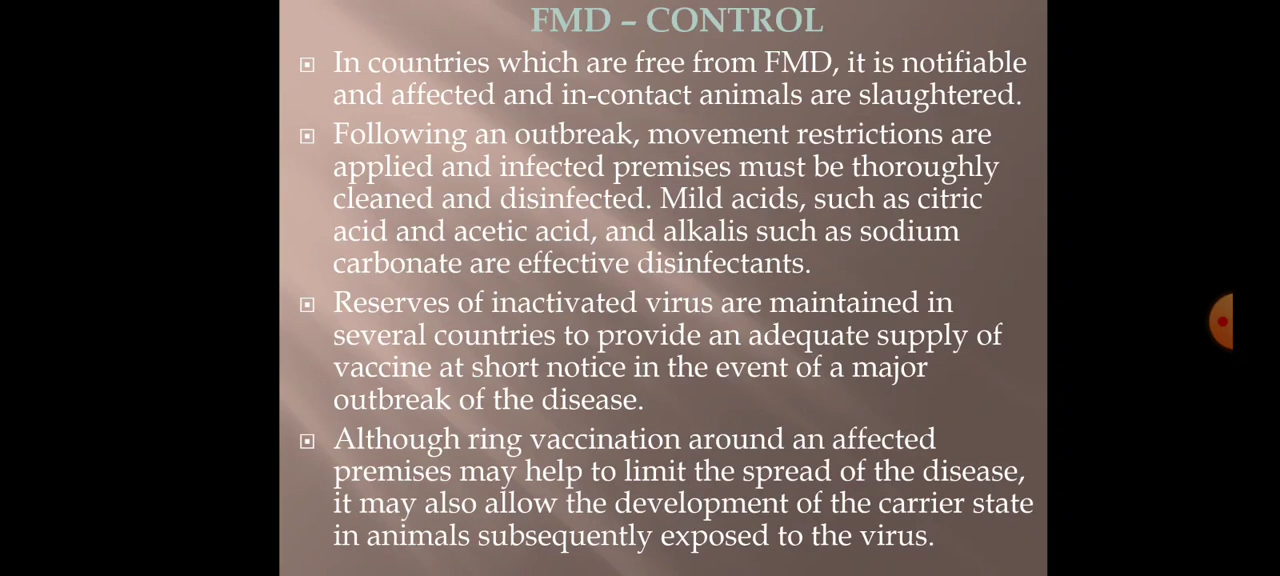 FMD – CONTROL
In countries which are free from FMD, it is notifiable
and affected and in-contact animals are slaughtered.
Following an outbreak, movement restrictions are
applied and infected premises must be thoroughly
cleaned and disinfected. Mild acids, such as citric
acid and acetic acid, and alkalis such as sodium
carbonate are effective disinfectants.
Reserves of inactivated virus are maintained in
several countries to provide an adequate supply of
vaccine at short notice in the event of a major
outbreak of the disease.
Although ring vaccination around an affected
premises may help to limit the spread of the disease,
it may also allow the development of the carrier state
in animals subsequently exposed to the virus.